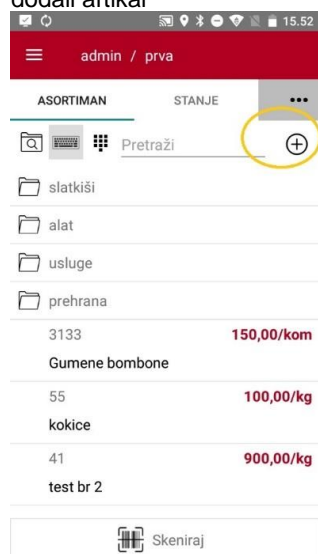 dodali artikal
15.52
admin / prva
ASORTIMAN STANJE
Pretraži
slatkiši
alat
usluge
prehrana
3133 150,00/kom
Gumene bombone
55 100,00/kg
kokice
41 900,00/kg
test br 2
Skeniraj